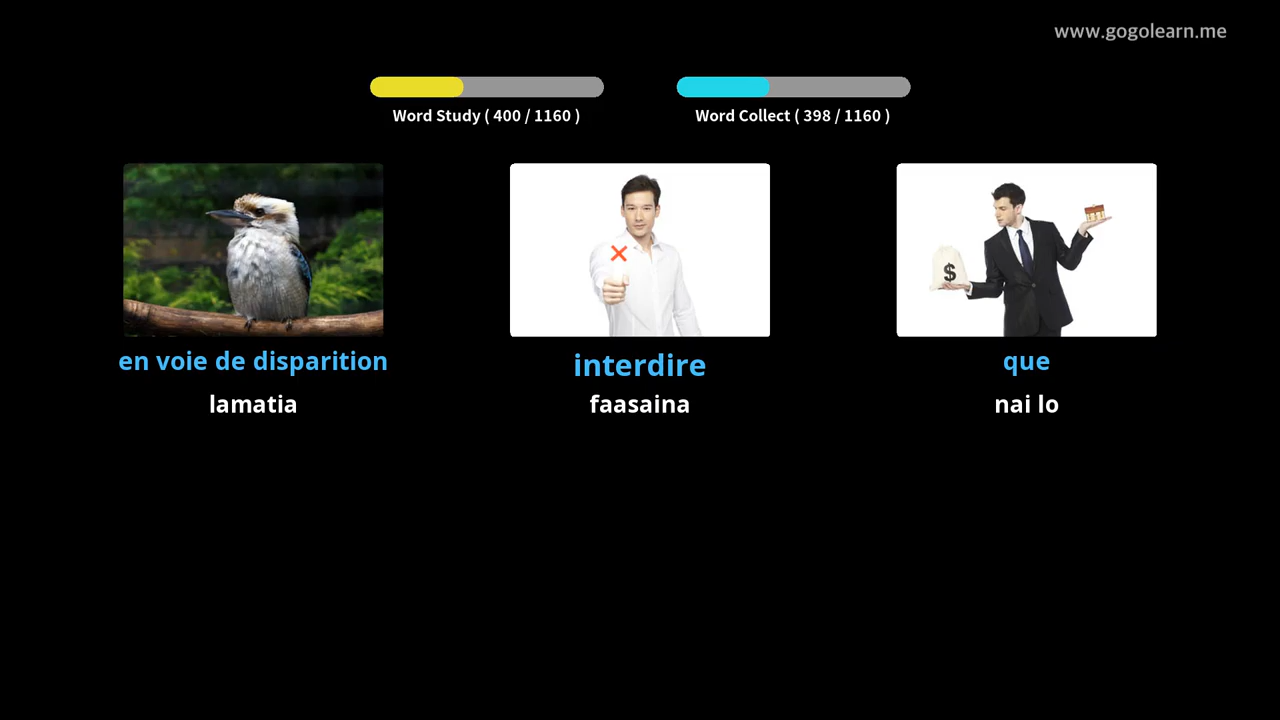 www.gogolearn.me
Word Study ( 400 / 1160 )
Word Collect ( 398 / 1160 )
en voie de disparition
interdire
que
lamatia
faasaina
nai lo
$